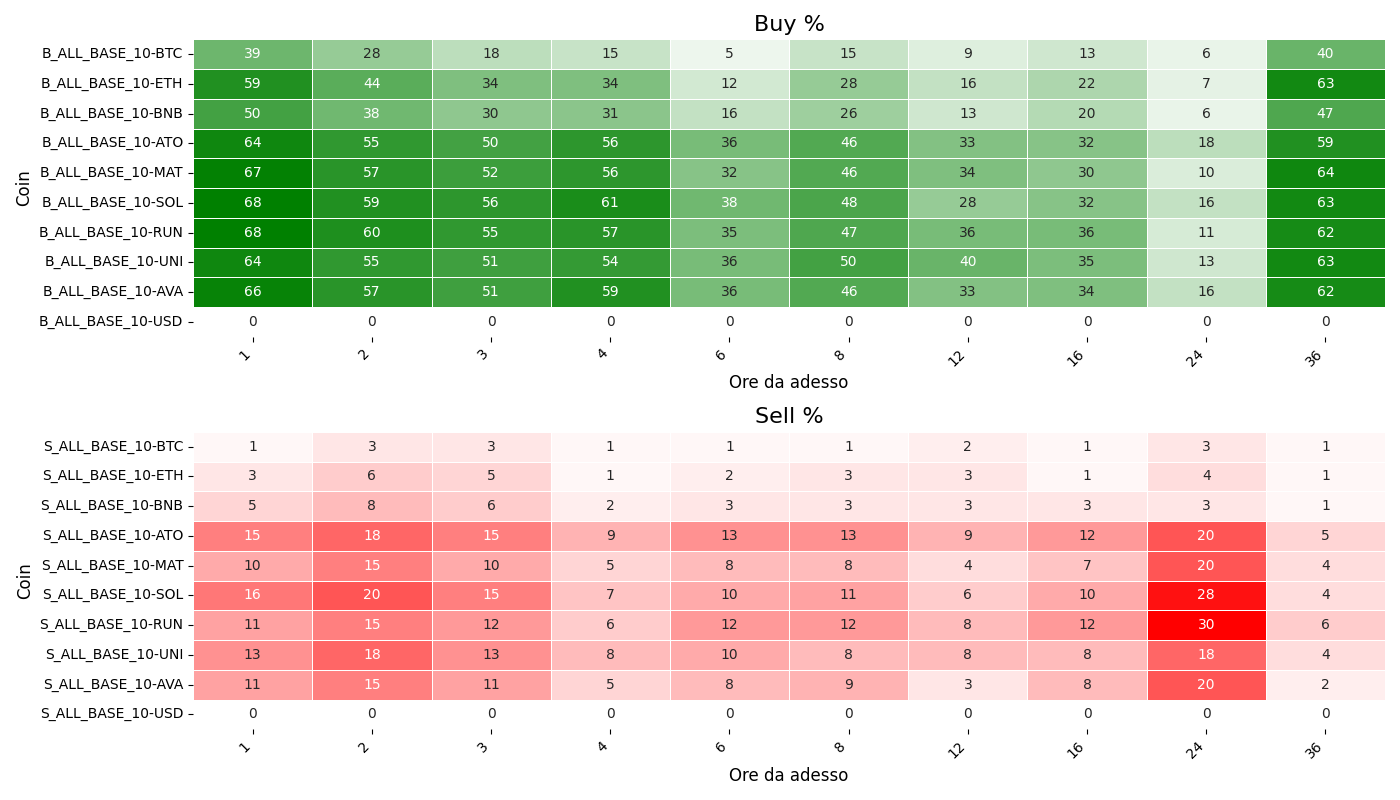 Buy %
Coin
B_ALL_BASE_10-BTC 39 28 18 15 5 15 9 13 6 40
B_ALL_BASE_10-ETH 59 44 34 34 12 28 16 22 7 63
B_ALL_BASE_10-BNB 50 38 30 31 16 26 13 20 6 47
B_ALL_BASE_10-ATO 64 55 50 56 36 46 33 32 18 59
B_ALL_BASE_10-MAT 67 57 52 56 32 46 34 30 10 64
B_ALL_BASE_10-SOL 68 59 56 61 38 48 28 32 16 63
B_ALL_BASE_10-RUN 68 60 55 57 35 47 36 36 11 62
B_ALL_BASE_10-UNI 64 55 51 54 36 50 40 35 13 63
B_ALL_BASE_10-AVA 66 57 51 59 36 46 33 34 16 62
B_ALL_BASE_10-USD 0 0 0 0 0 0 0 0 0 0
1 2 3 4 6 8 12 16 24 36
Ore da adesso
Sell %
Coin
S_ALL_BASE_10-BTC 1 3 3 1 1 1 2 1 3 1
S_ALL_BASE_10-ETH 3 6 5 1 2 3 3 1 4 1
S_ALL_BASE_10-BNB 5 8 6 2 3 3 3 3 3 1
S_ALL_BASE_10-ATO 15 18 15 9 13 13 9 12 20 5
S_ALL_BASE_10-MAT 10 15 10 5 8 8 4 7 20 4
S_ALL_BASE_10-SOL 16 20 15 7 10 11 6 10 28 4
S_ALL_BASE_10-RUN 11 15 12 6 12 12 8 12 30 6
S_ALL_BASE_10-UNI 13 18 13 8 10 8 8 8 18 4
S_ALL_BASE_10-AVA 11 15 11 5 8 9 3 8 20 2
S_ALL_BASE_10-USD 0 0 0 0 0 0 0 0 0 0
1 2 3 4 6 8 12 16 24 36
Ore da adesso